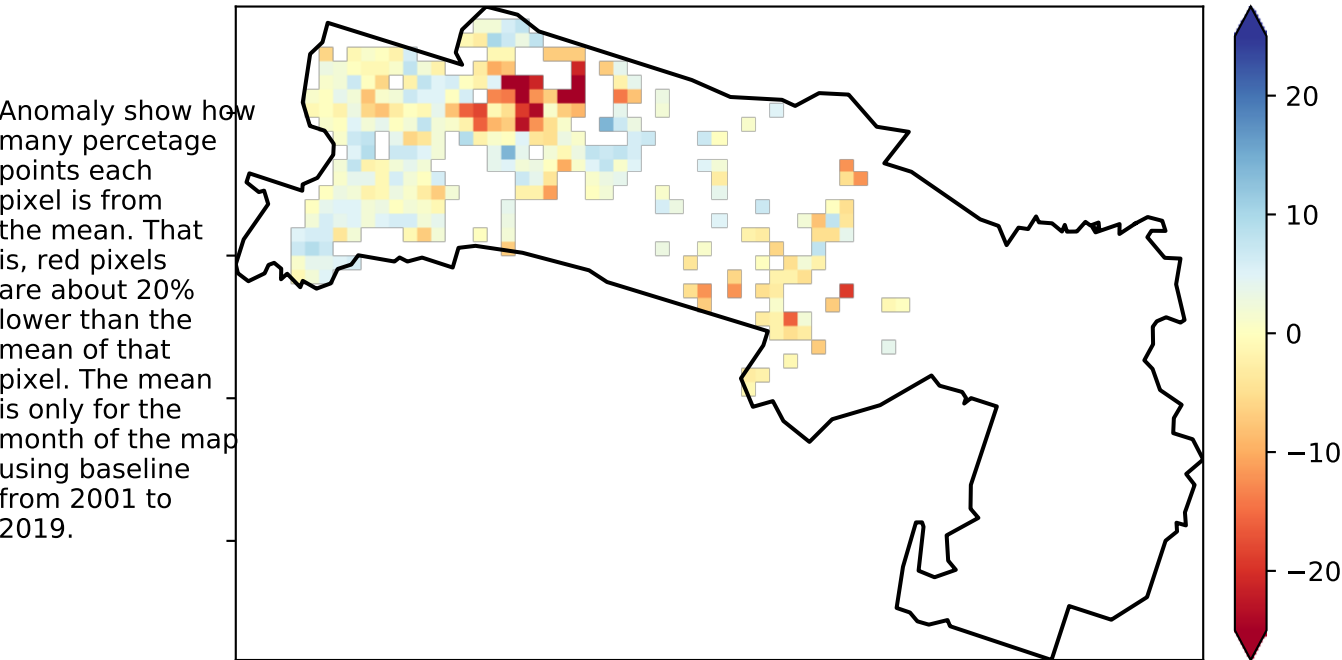 Anomaly show how
many percetage
points each
pixel is from
the mean. That
is, red pixels
are about 20%
lower than the
mean of that
pixel. The mean
is only for the
month of the map
using baseline
from 2001 to
2019.
20
10
0
−10
−20